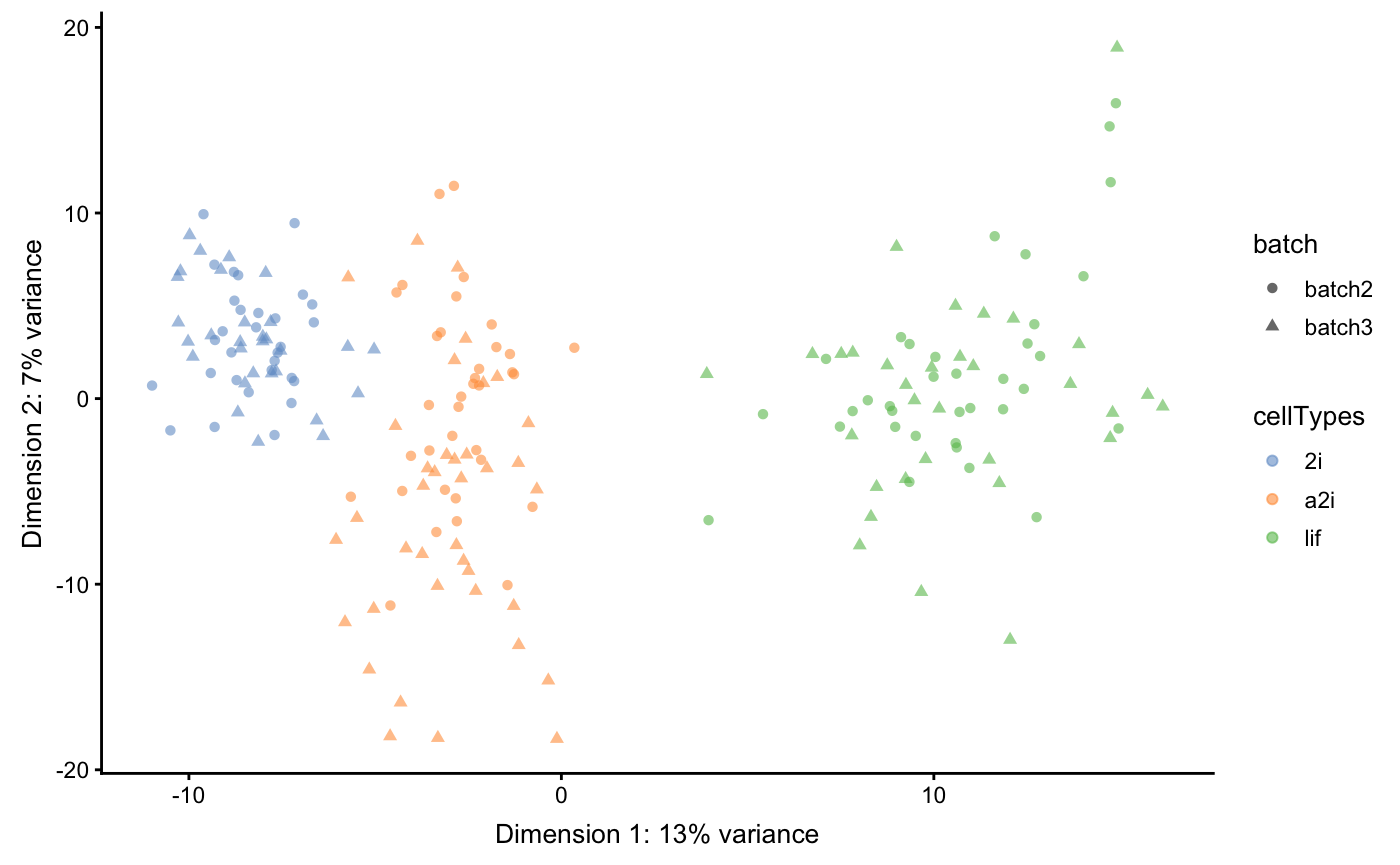 20
10
0
-10
-20
Dimension 2: 7% variance
-10
0
10
Dimension 1: 13% variance
batch
batch2
batch3
cellTypes
2i
a2i
lif